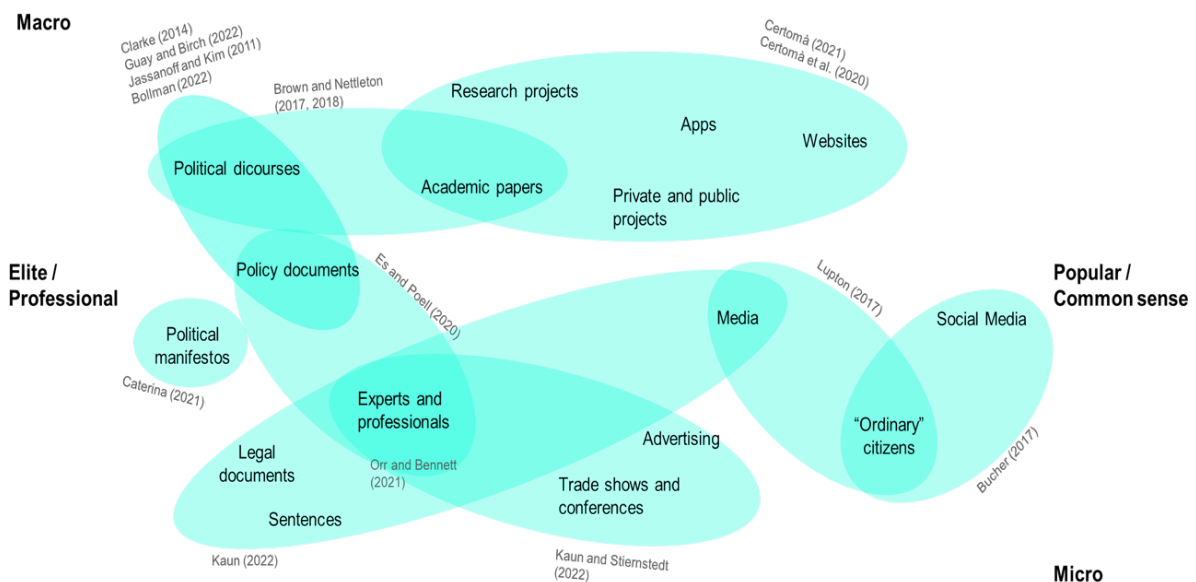 Macro
Clarke (2014)
Guay and Birch (2022)
Jassanoff and Kim (2011)
Bollman (2022)
Brown and Nettleton
(2017, 2018)
Certomà (2021)
Certomà et al. (2020)
Research projects
Apps
Websites
Political dicourses
Academic papers
Private and public
projects
Elite /
Professional
Policy documents
Es and Poell (2020)
Lupton (2017)
Popular /
Common sense
Political
manifestos
Caterina (2021)
Media
Social Media
Experts and
professionals
"Ordinary"
citizens
Bucher (2017)
Legal
documents
Orr and Bennett
(2021)
Advertising
Trade shows and
conferences
Sentences
Kaun (2022)
Kaun and Stiernstedt
(2022)
Micro